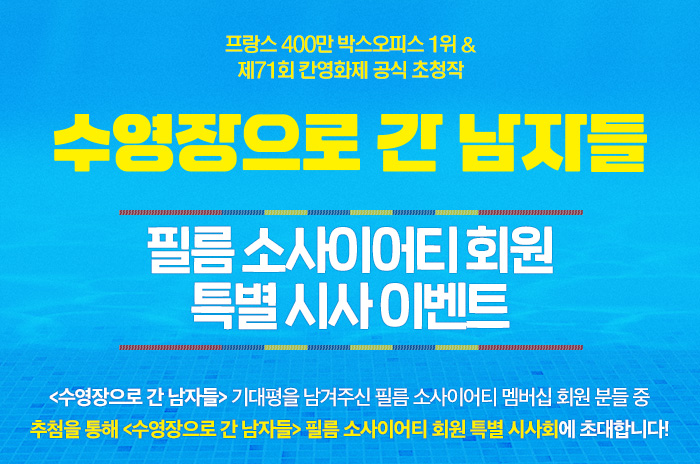 프랑스 400만 박스오피스 1위 &
제71회 칸영화제 공식 초청작
수영장으로 간 남자들
필름 소사이어티 회원
특별 시사 이벤트
<수영장으로 간 남자들> 기대평을 남겨주신 필름 소사이어티 멤버십 회원 분들 중
추첨을 통해 <수영장으로 간 남자들> 필름 소사이어티 회원 특별 시사회에 초대합니다!